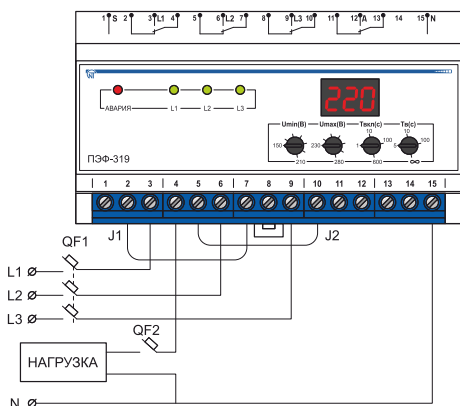 1 S 2 3 L1 4 5 6 L2 7 8 9 L3 10 11 12 A 13 14 15 N
NT
АВАРИЯ L1 L2 L3
220
Umin(В) Umax(В) Твкл(с) Тв(с)
10 10
150 230 1 100 5 100
210 280 600 ∞
ПЭФ-319
1 2 3 4 5 6 7 8 9 10 11 12 13 14 15
QF1 J1 J2
L1
L2
L3
QF2
НАГРУЗКА
N